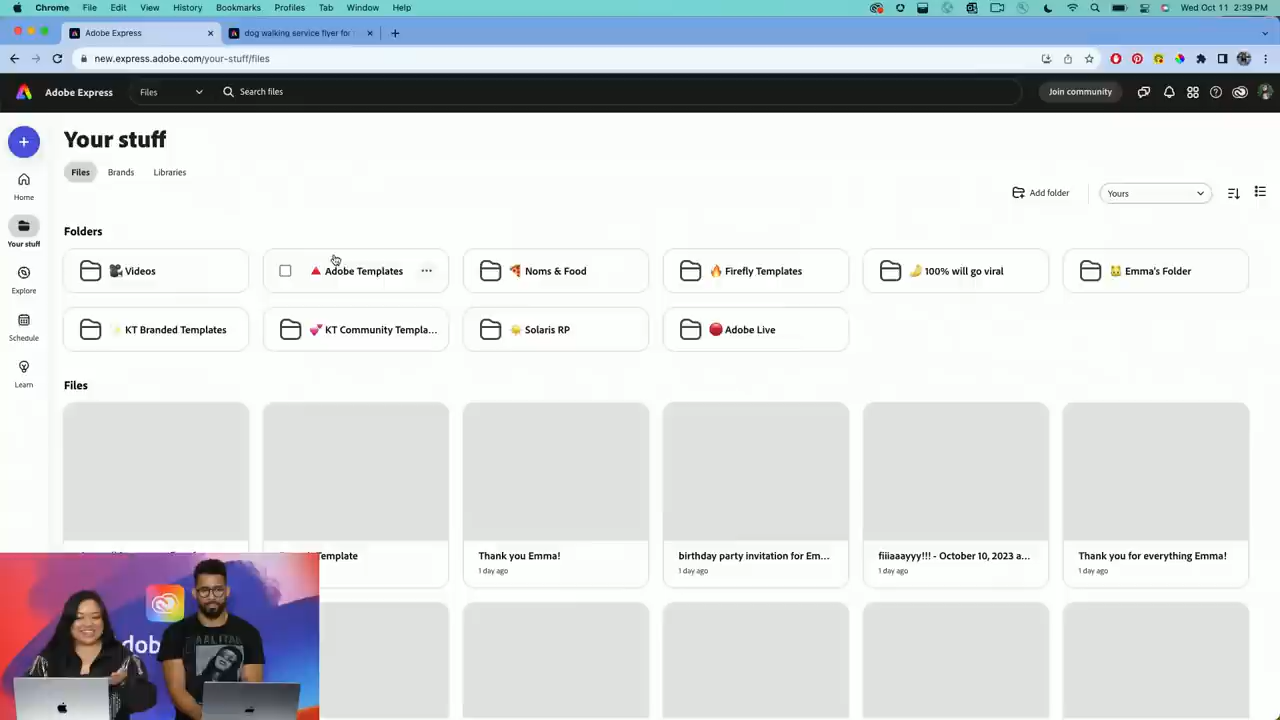 Chrome File Edit View History Bookmarks Profiles Tab Window Help Wed Oct 11 2:39 PM
Adobe Express × dog walking service flyer for × +
new.express.adobe.com/your-stuff/files
Adobe Express Files Search files Join community
Your stuff
Files Brands Libraries
Add folder Yours
Home
Your stuff
Explore
Schedule
Learn
Folders
Videos Adobe Templates ... Noms & Food Firefly Templates 100% will go viral Emma's Folder
KT Branded Templates KT Community Templa... Solaris RP Adobe Live
Files
Template Thank you Emma! birthday party invitation for Em... fiiiaaayyy!!! - October 10, 2023 a... Thank you for everything Emma!
1 day ago 1 day ago 1 day ago 1 day ago